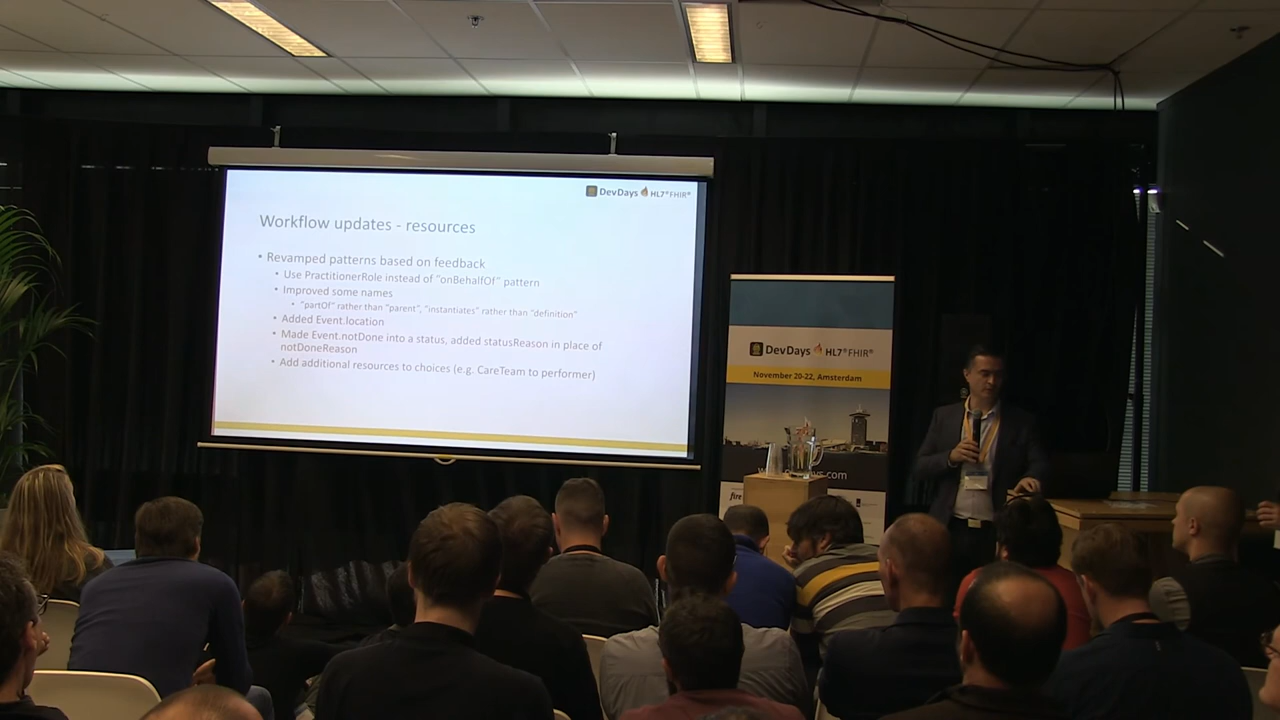 DevDays HL7® FHIR®
Workflow updates - resources
• Revamped patterns based on feedback
• Use PractitionerRole instead of "onBehalfOf" pattern
• Improved some names
• "partOf" rather than "parent", "instantiates" rather than "definition"
• Added Event.location
• Made Event.notDone into a status, added statusReason in place of
notDoneReason
• Add additional resources to choices (e.g. CareTeam to performer)
DevDays HL7® FHIR®
November 20-22, Amsterdam
.com
fire